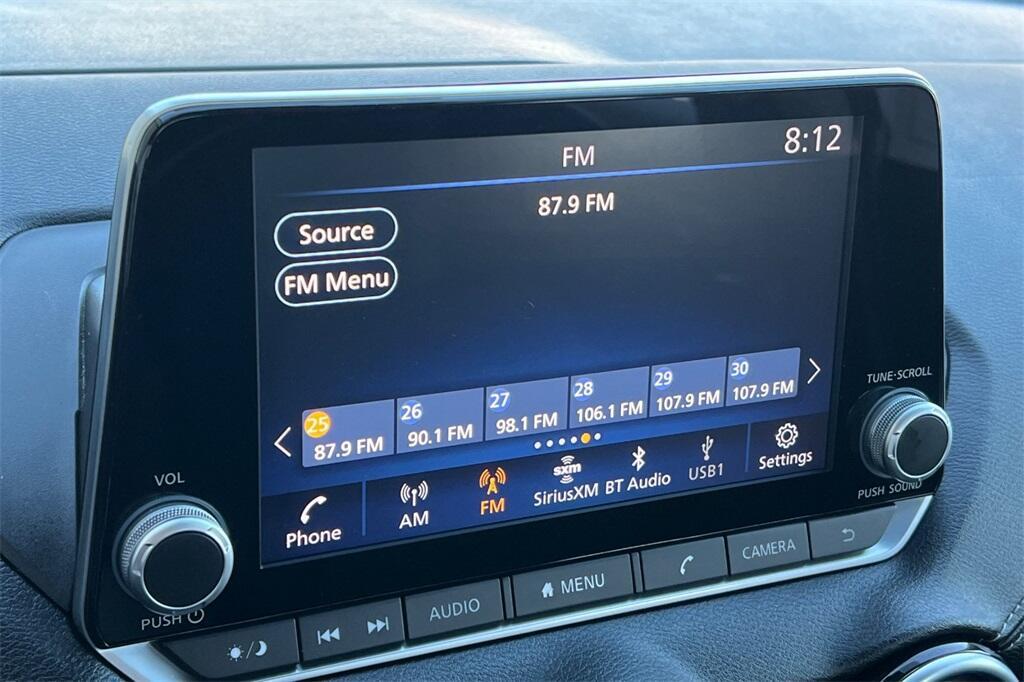 FM
8:12
87.9 FM
Source
FM Menu
25
87.9 FM
26
90.1 FM
27
98.1 FM
28
106.1 FM
29
107.9 FM
30
107.9 FM
Phone
AM
FM
sxm
SiriusXM
BT Audio
USB1
Settings
VOL
PUSH
TUNE·SCROLL
PUSH SOUND
AUDIO
MENU
CAMERA